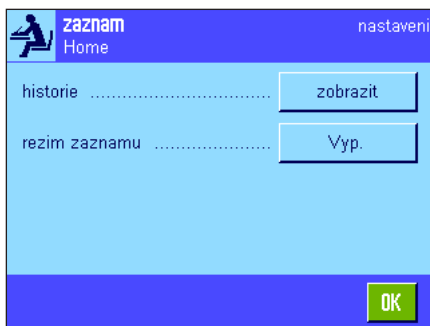 zaznam
nastaveni
Home
historie ................................. zobrazit
rezim zaznamu ..................... Vyp.
OK